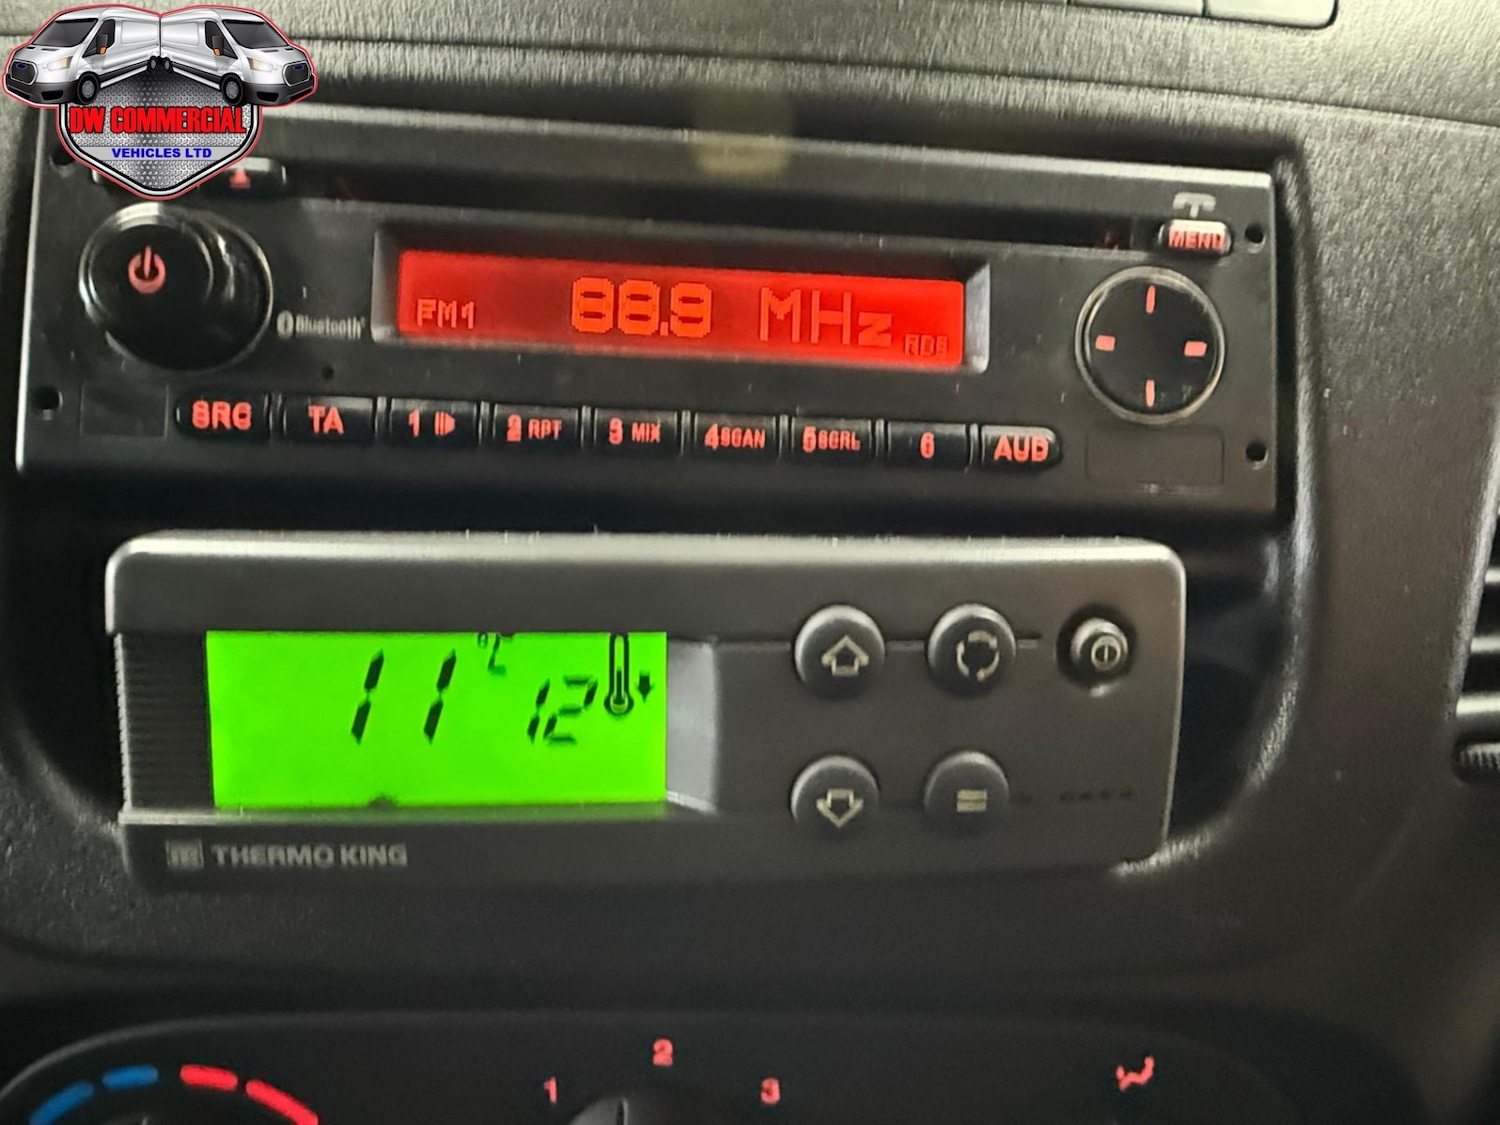 DW COMMERCIAL
VEHICLES LTD
MENU
Bluetooth
FM1 88.9 MHz RDS
SRC TA 1 2 RPT 3 MIX 4 SCAN 5 SCRL 6 AUD
11 °C 12
THERMO KING
1 2 3